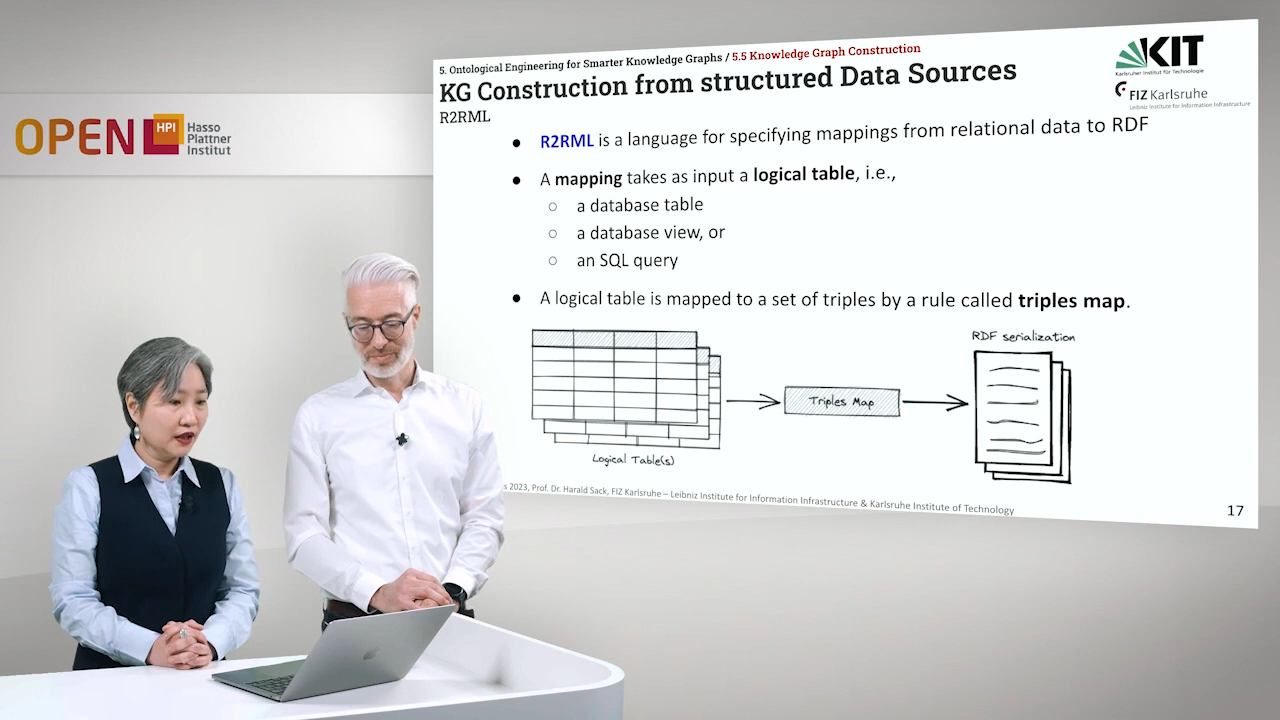 OPEN HPI Hasso
Plattner
Institut
5. Ontological Engineering for Smarter Knowledge Graphs / 5.5 Knowledge Graph Construction
KG Construction from structured Data Sources
R2RML
KIT
Karlsruher Institut für Technologie
FIZ Karlsruhe
Leibniz Institute for Information Infrastructure
● R2RML is a language for specifying mappings from relational data to RDF
● A mapping takes as input a logical table, i.e.,
○ a database table
○ a database view, or
○ an SQL query
● A logical table is mapped to a set of triples by a rule called triples map.
RDF serialization
Triples Map
Logical Table(s)
s 2023, Prof. Dr. Harald Sack, FIZ Karlsruhe – Leibniz Institute for Information Infrastructure & Karlsruhe Institute of Technology
17